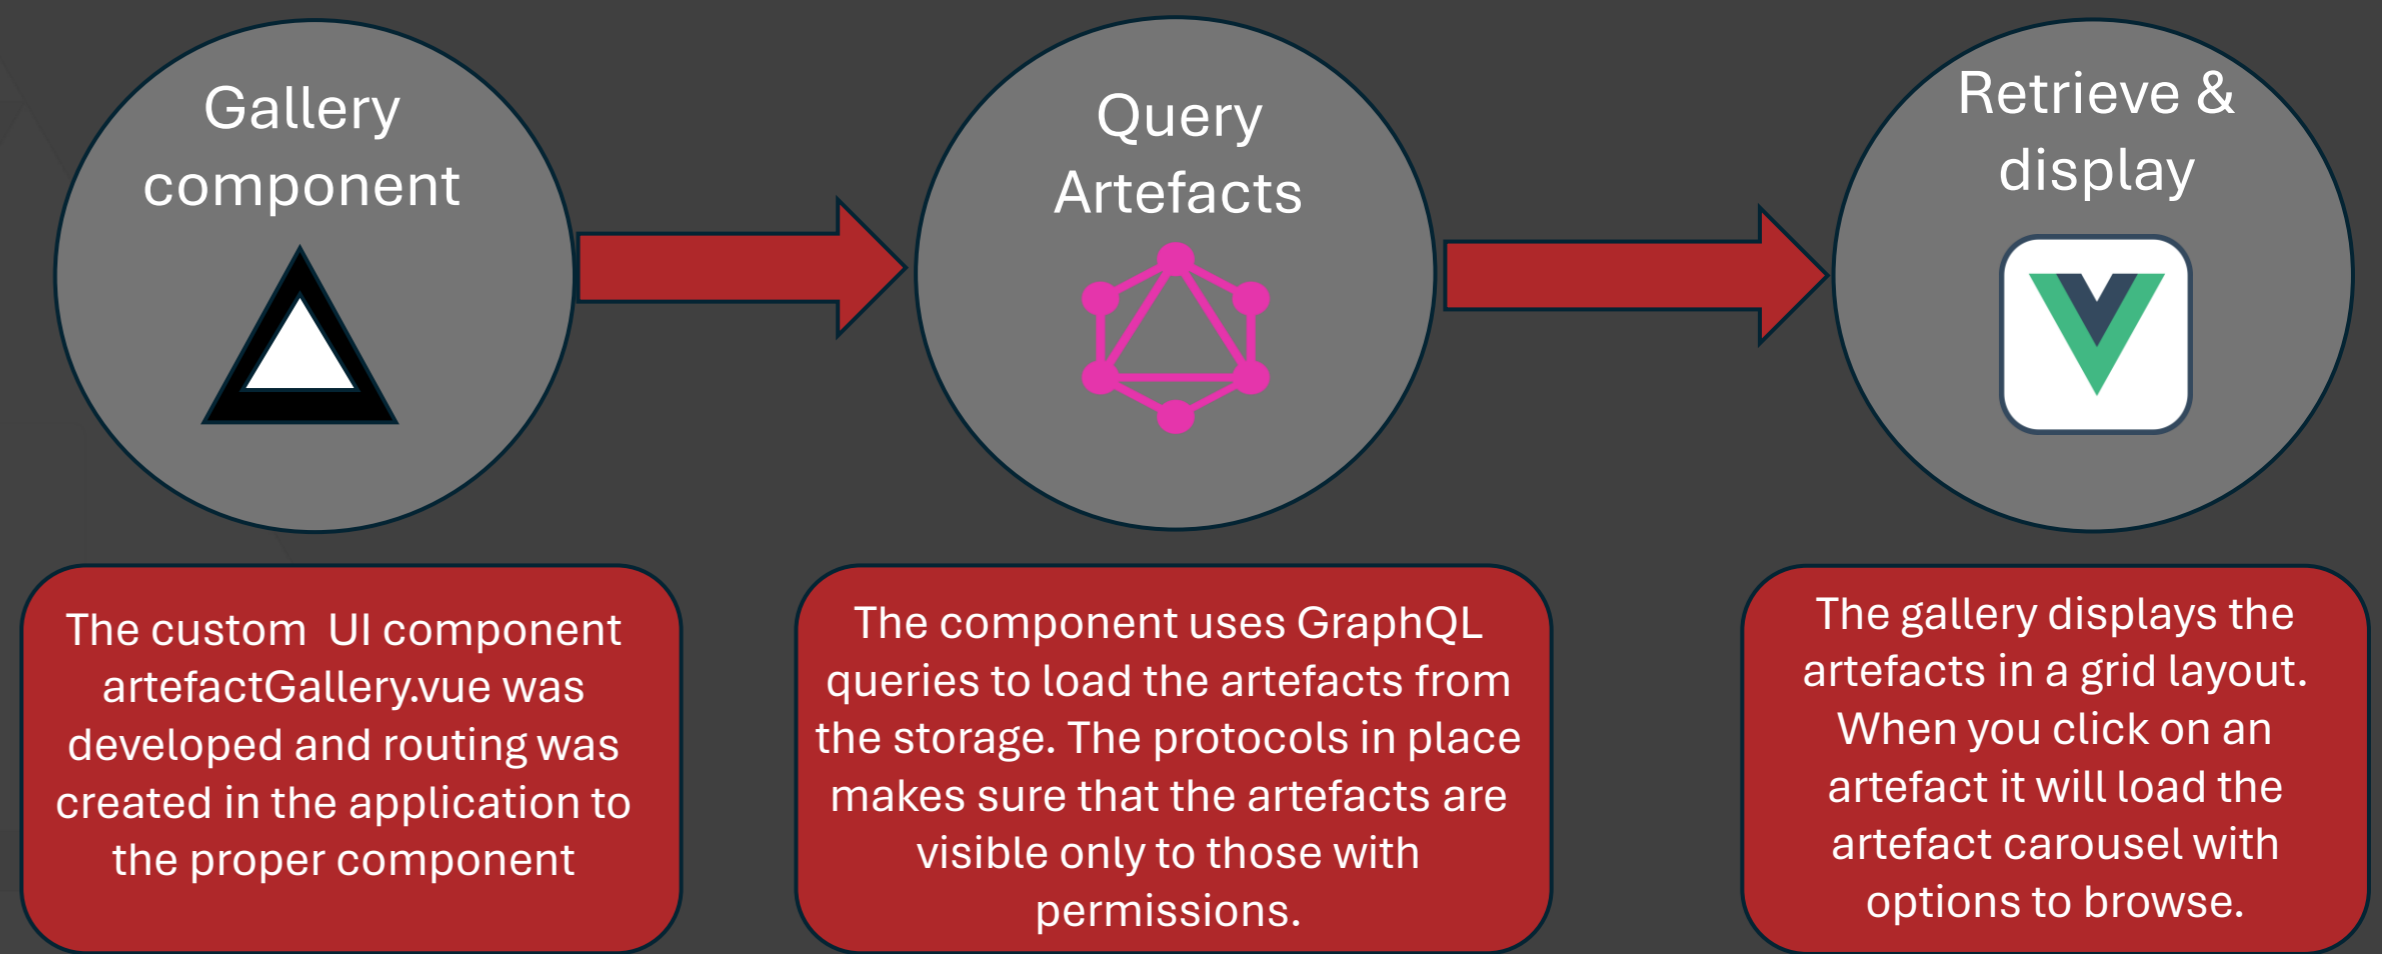 Gallery
component
Query
Artefacts
Retrieve &
display
The custom  UI component
artefactGallery.vue was
developed and routing was
created in the application to
the proper component
The component uses GraphQL
queries to load the artefacts from
the storage. The protocols in place
makes sure that the artefacts are
visible only to those with
permissions.
The gallery displays the
artefacts in a grid layout.
When you click on an
artefact it will load the
artefact carousel with
options to browse.